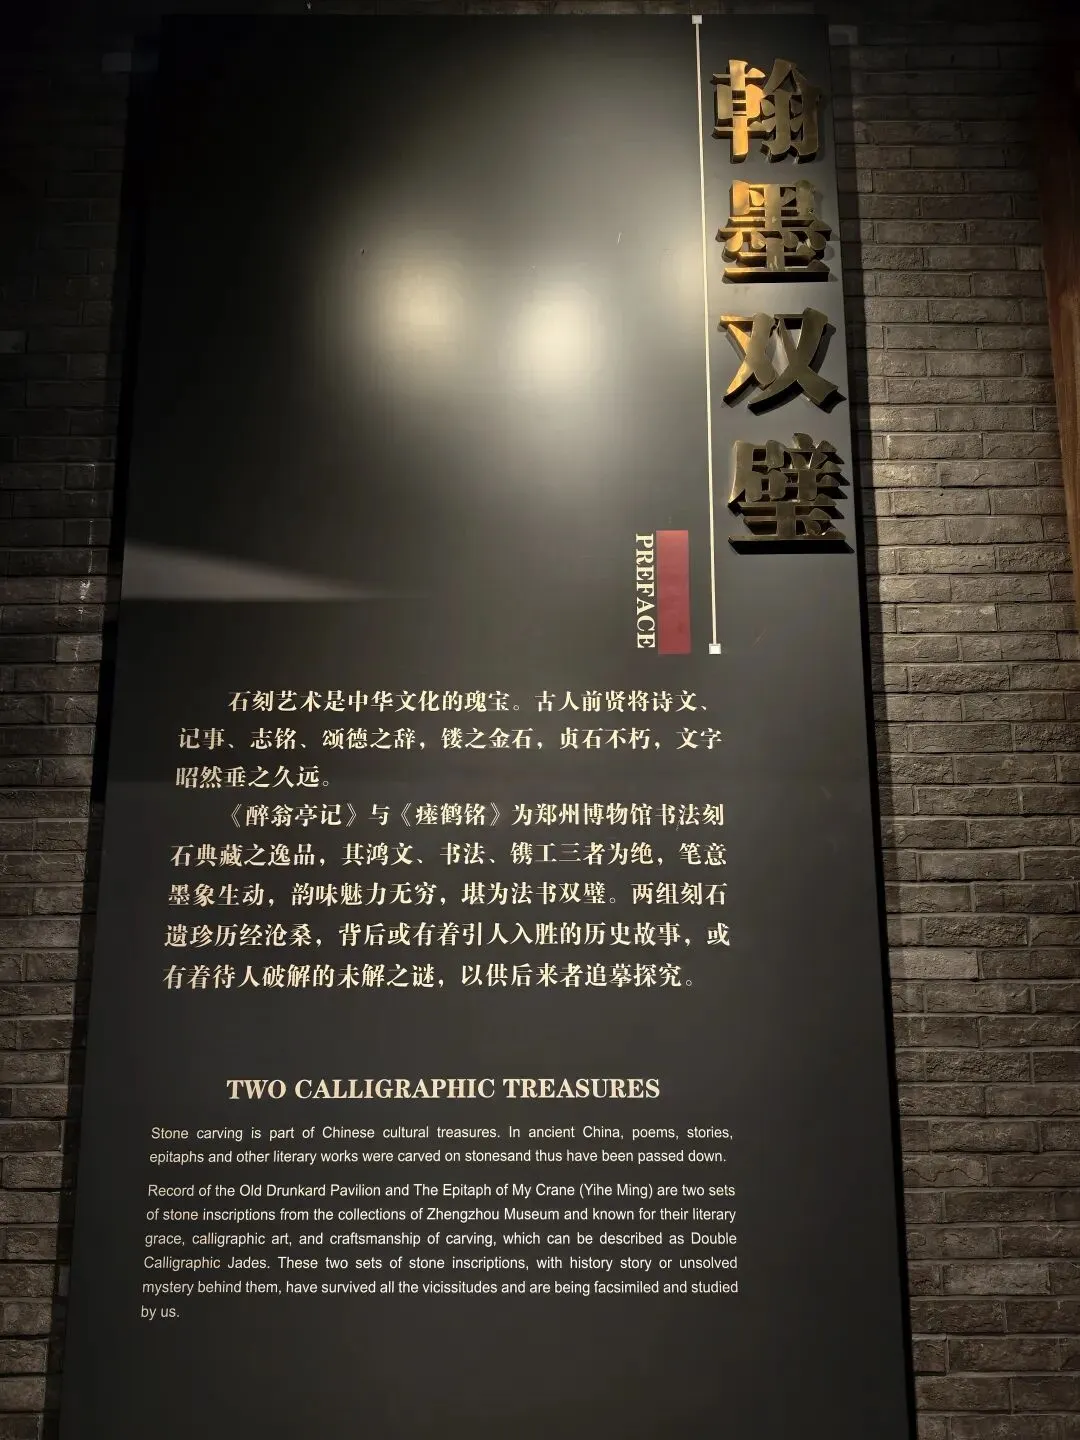 翰墨双璧
PREFACE
石刻艺术是中华文化的瑰宝。古人前贤将诗文、
记事、志铭、颂德之辞，镂之金石，贞石不朽，文字
昭然垂之久远。
《醉翁亭记》与《瘗鹤铭》为郑州博物馆书法刻
石典藏之逸品，其鸿文、书法、镌工三者为绝，笔意
墨象生动，韵味魅力无穷，堪为法书双璧。两组刻石
遗珍历经沧桑，背后或有着引人入胜的历史故事，或
有着待人破解的未解之谜，以供后来者追摹探究。
TWO CALLIGRAPHIC TREASURES
Stone carving is part of Chinese cultural treasures. In ancient China, poems, stories,
epitaphs and other literary works were carved on stonesand thus have been passed down.
Record of the Old Drunkard Pavilion and The Epitaph of My Crane (Yihe Ming) are two sets
of stone inscriptions from the collections of Zhengzhou Museum and known for their literary
grace, calligraphic art, and craftsmanship of carving, which can be described as Double
Calligraphic Jades. These two sets of stone inscriptions, with history story or unsolved
mystery behind them, have survived all the vicissitudes and are being facsimiled and studied
by us.